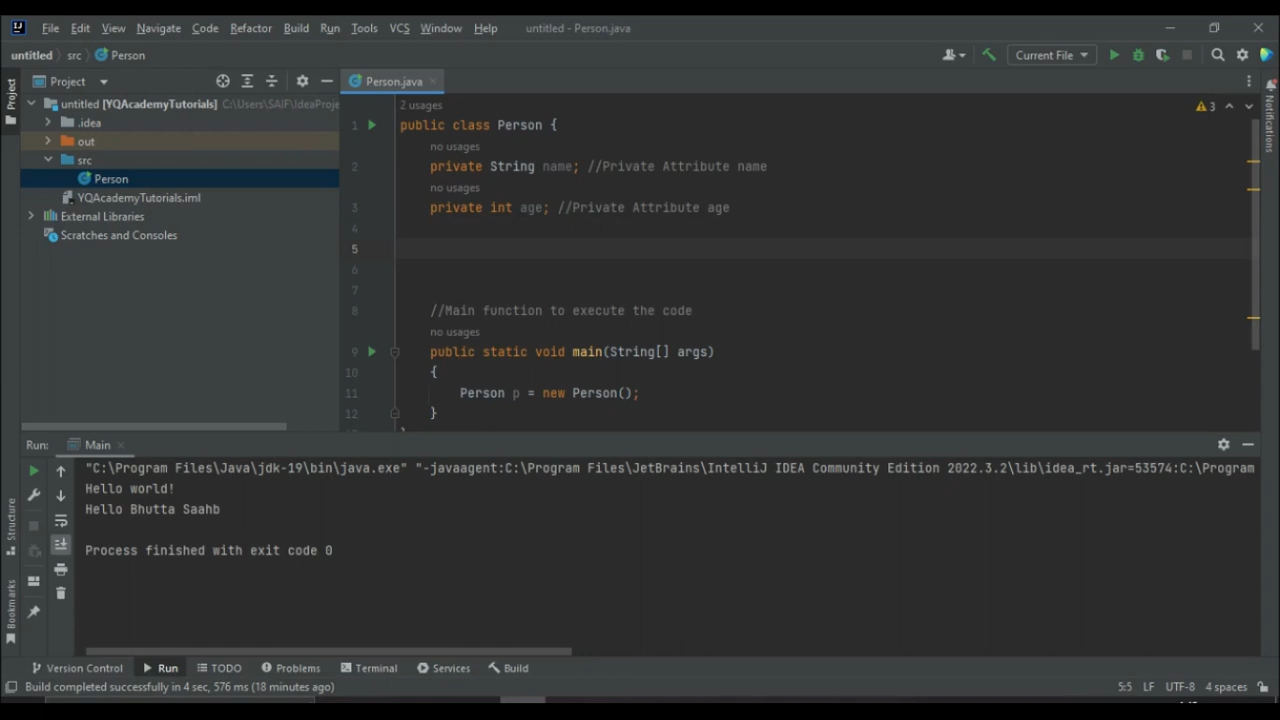 File Edit View Navigate Code Refactor Build Run Tools VCS Window Help untitled - Person.java
untitled src Person Current File
Project Person.java
untitled [YQAcademyTutorials] C:\Users\SAIF\IdeaProje
.idea
out
src
Person
YQAcademyTutorials.iml
External Libraries
Scratches and Consoles
Project
Notifications
2 usages
3
1 public class Person {
no usages
2 private String name; //Private Attribute name
no usages
3 private int age; //Private Attribute age
4
5
6
7
8 //Main function to execute the code
no usages
9 public static void main(String[] args)
10 {
11 Person p = new Person();
12 }
Run: Main
"C:\Program Files\Java\jdk-19\bin\java.exe" "-javaagent:C:\Program Files\JetBrains\IntelliJ IDEA Community Edition 2022.3.2\lib\idea_rt.jar=53574:C:\Program
Hello world!
Hello Bhutta Saahb
Process finished with exit code 0
Structure
Bookmarks
Version Control Run TODO Problems Terminal Services Build
Build completed successfully in 4 sec, 576 ms (18 minutes ago) 5:5 LF UTF-8 4 spaces